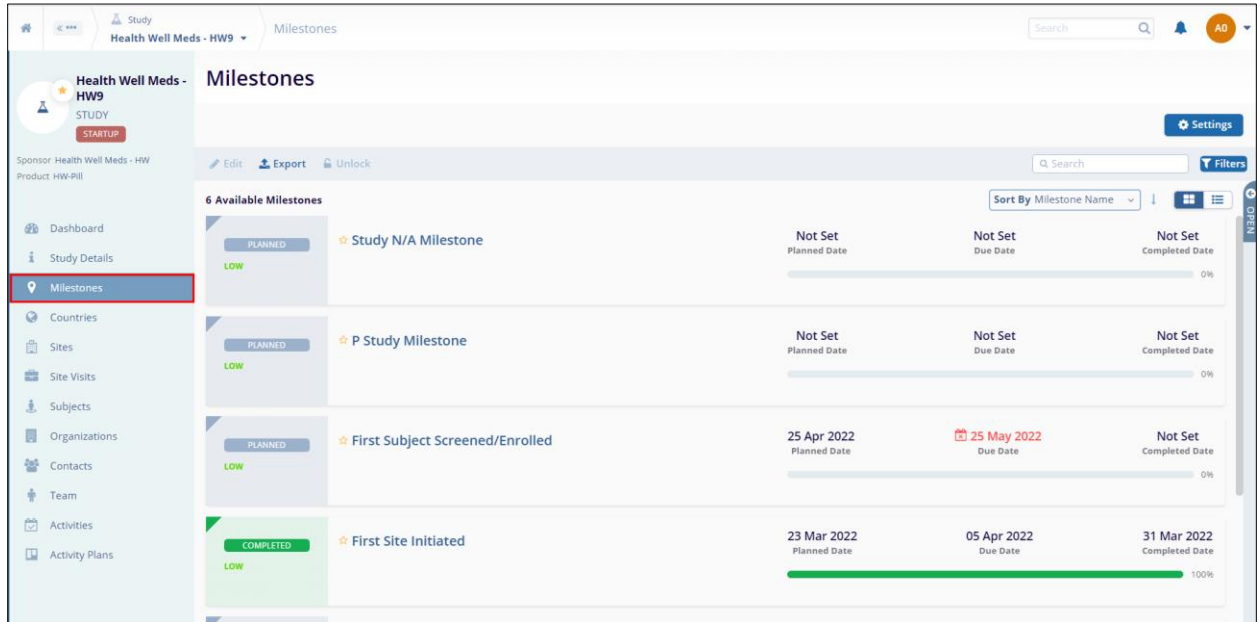 Study
Health Well Meds - HW9
Milestones
Search
A0
Health Well Meds - HW9
STUDY
STARTUP
Sponsor Health Well Meds - HW
Product HW-Pill
Dashboard
Study Details
Milestones
Countries
Sites
Site Visits
Subjects
Organizations
Contacts
Team
Activities
Activity Plans
Milestones
Settings
Edit Export Unlock
Search
Filters
OPEN
6 Available Milestones
Sort By Milestone Name
PLANNED
LOW
Study N/A Milestone
Not Set Not Set Not Set
Planned Date Due Date Completed Date
0%
PLANNED
LOW
P Study Milestone
Not Set Not Set Not Set
Planned Date Due Date Completed Date
0%
PLANNED
LOW
First Subject Screened/Enrolled
25 Apr 2022 25 May 2022 Not Set
Planned Date Due Date Completed Date
0%
COMPLETED
LOW
First Site Initiated
23 Mar 2022 05 Apr 2022 31 Mar 2022
Planned Date Due Date Completed Date
100%